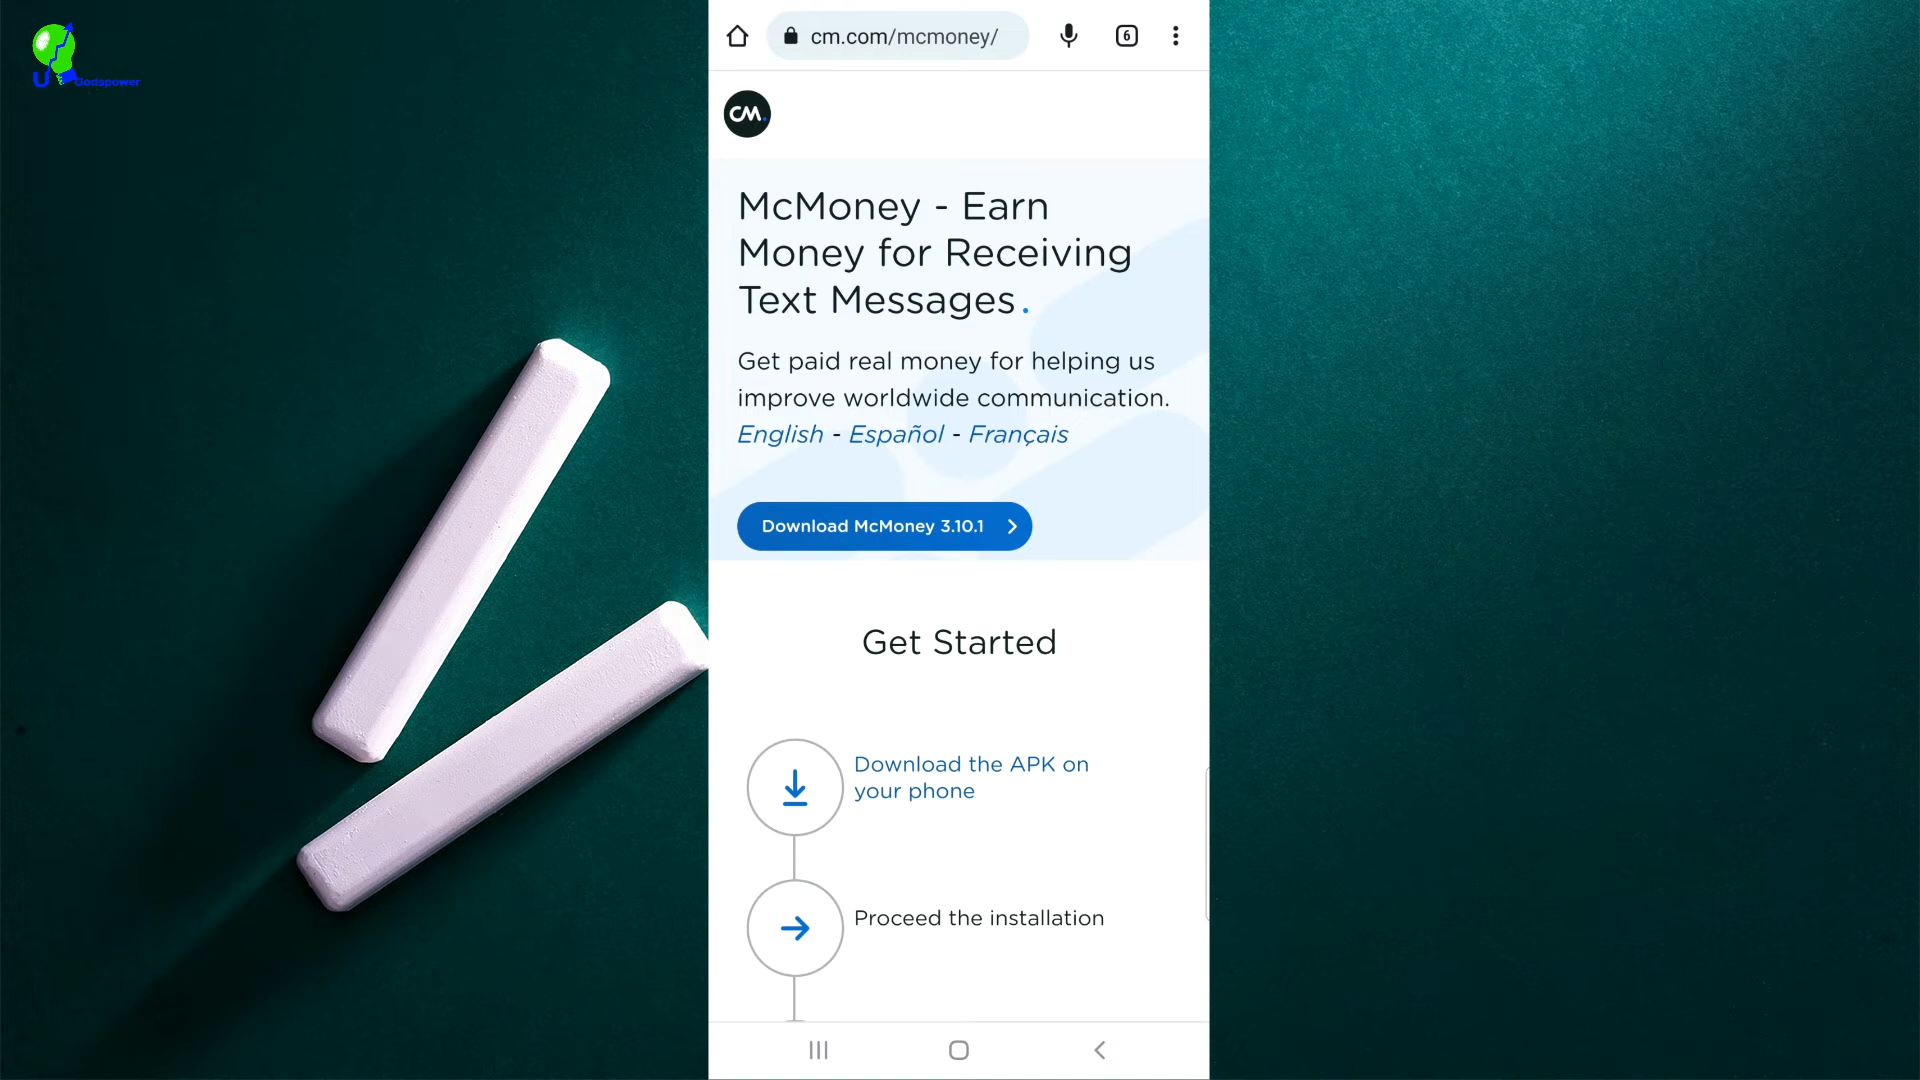 U Godspower
cm.com/mcmoney/
6
CM.
McMoney - Earn
Money for Receiving
Text Messages.
Get paid real money for helping us
improve worldwide communication.
English - Español - Français
Download McMoney 3.10.1
Get Started
Download the APK on
your phone
Proceed the installation